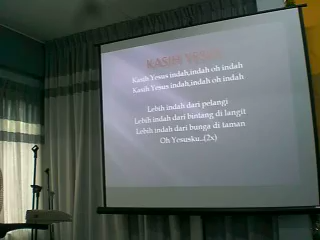 KASIH YESUS
Kasih Yesus indah,indah oh indah
Kasih Yesus indah,indah oh indah
Lebih indah dari pelangi
Lebih indah dari bintang di langit
Lebih indah dari bunga di taman
Oh Yesusku..(2x)